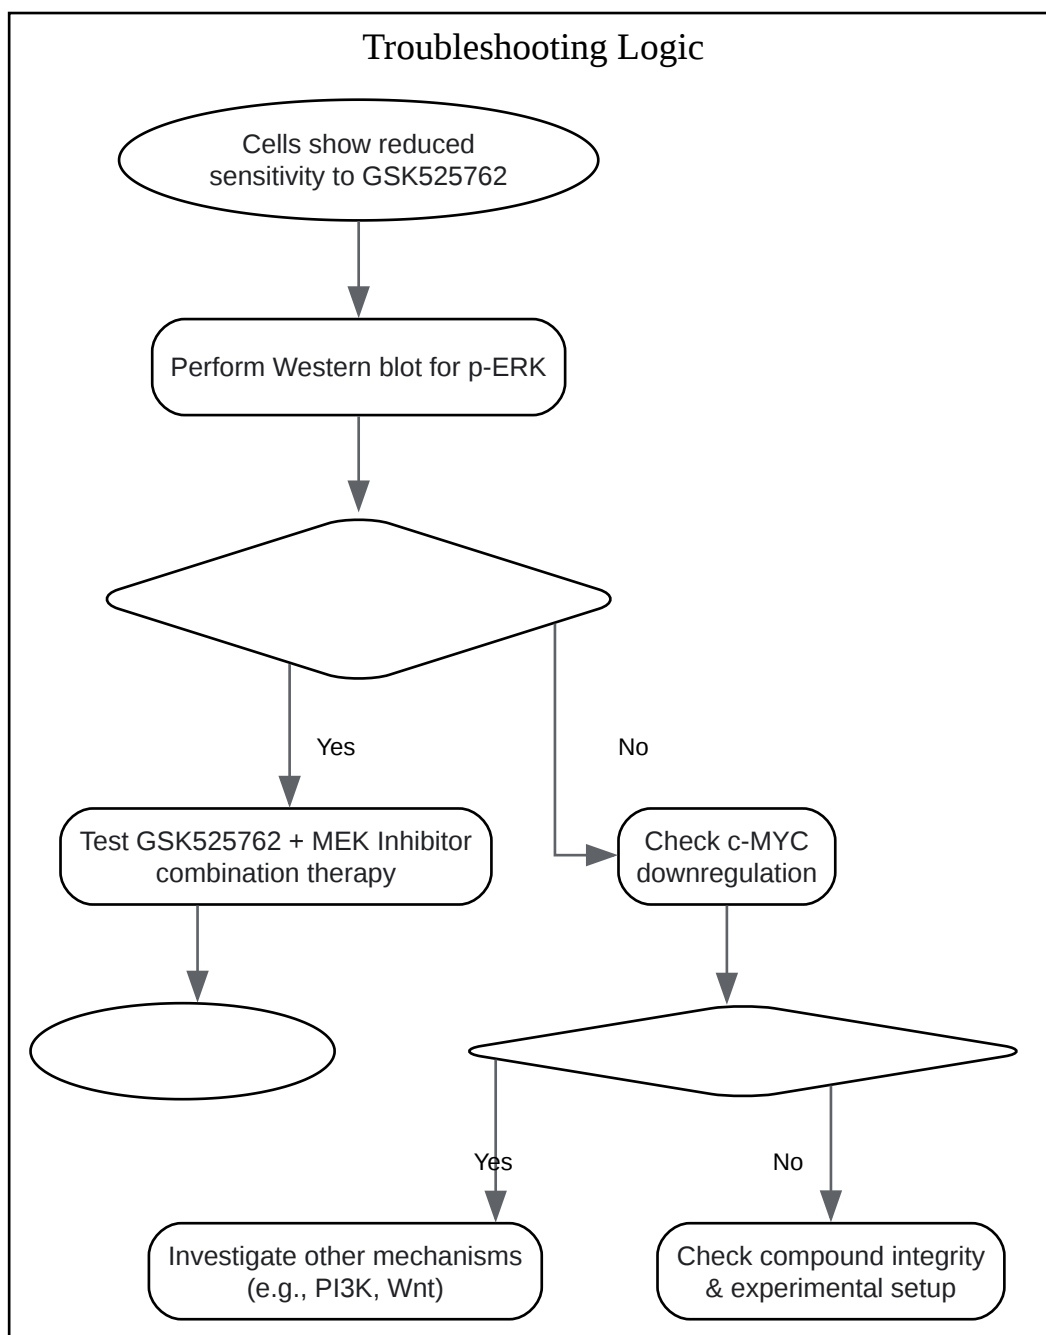 Troubleshooting Logic
Cells show reduced
sensitivity to GSK525762
Perform Western blot for p-ERK
Yes
No
Test GSK525762 + MEK Inhibitor
combination therapy
Check c-MYC
downregulation
Yes
No
Investigate other mechanisms
(e.g., PI3K, Wnt)
Check compound integrity
& experimental setup